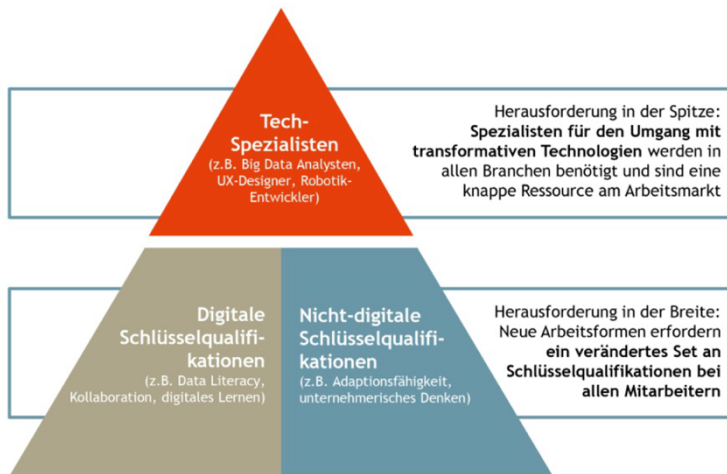 Tech-
Spezialisten
(z.B. Big Data Analysten,
UX-Designer, Robotik-
Entwickler)
Herausforderung in der Spitze:
Spezialisten für den Umgang mit
transformativen Technologien werden in
allen Branchen benötigt und sind eine
knappe Ressource am Arbeitsmarkt
Digitale
Schlüsselqualifi-
kationen
(z.B. Data Literacy,
Kollaboration, digitales Lernen)
Nicht-digitale
Schlüsselqualifi-
kationen
(z.B. Adaptionsfähigkeit,
unternehmerisches Denken)
Herausforderung in der Breite:
Neue Arbeitsformen erfordern
ein verändertes Set an
Schlüsselqualifikationen bei
allen Mitarbeitern